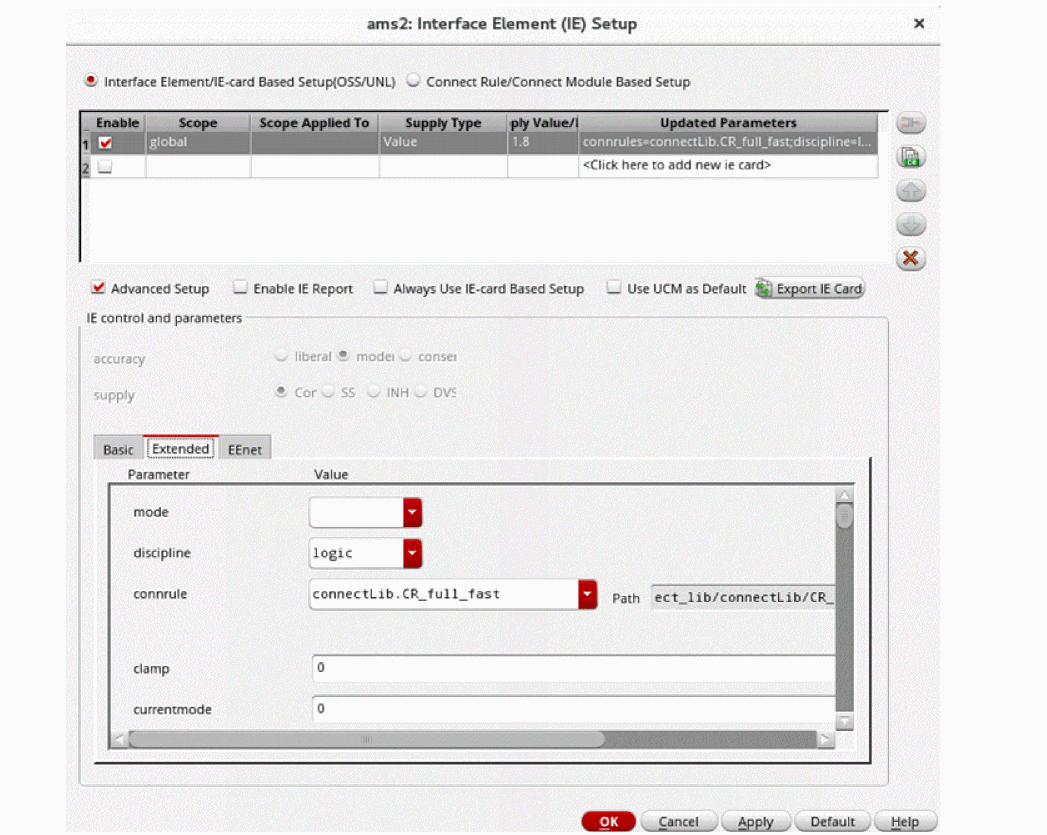 ams2: Interface Element (IE) Setup
Interface Element/IE-card Based Setup(OSS/UNL) Connect Rule/Connect Module Based Setup
Enable Scope Scope Applied To Supply Type ply Value/I Updated Parameters
1 global Value 1.8 connrules=connectLib.CR_full_fast;discipline=l...
2 <Click here to add new ie card>
Advanced Setup Enable IE Report Always Use IE-card Based Setup Use UCM as Default Export IE Card
IE control and parameters
accuracy liberal moder conser
supply Cor SS INH DVS
Basic Extended EEnet
Parameter Value
mode
discipline logic
connrule connectLib.CR_full_fast Path ect_lib/connectLib/CR_
clamp 0
currentmode 0
OK Cancel Apply Default Help